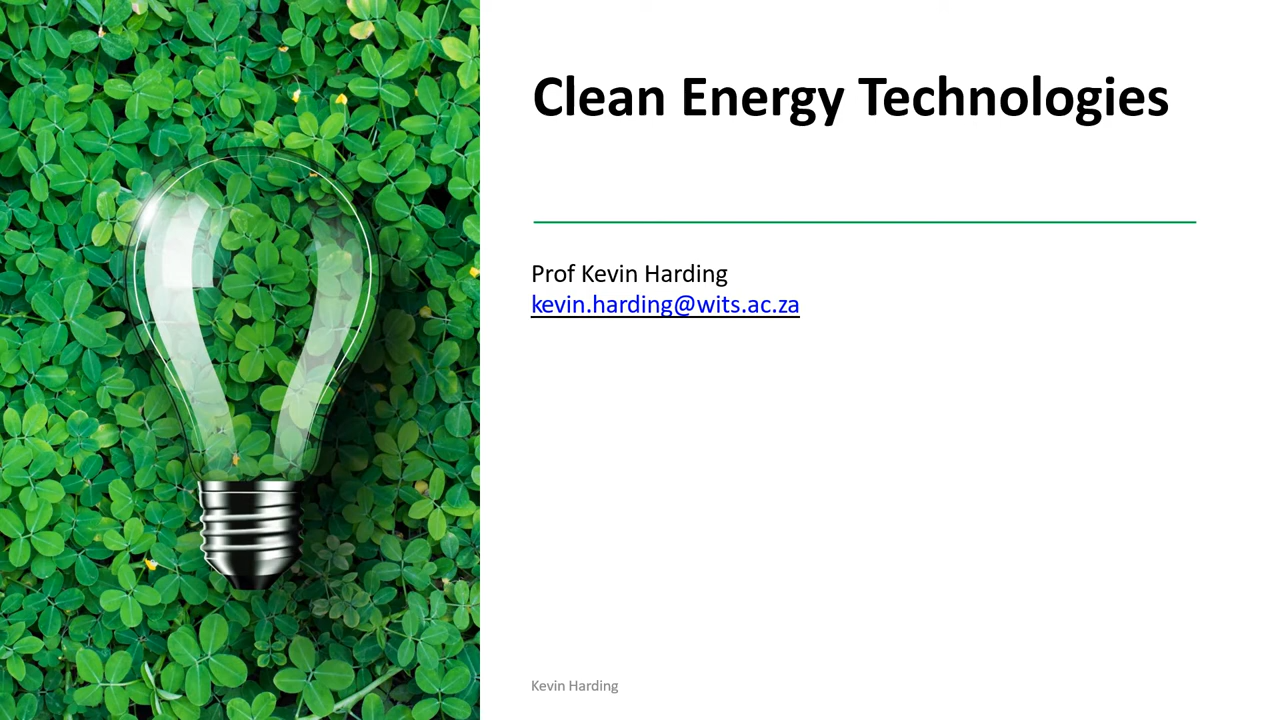 Clean Energy Technologies
Prof Kevin Harding
kevin.harding@wits.ac.za
Kevin Harding